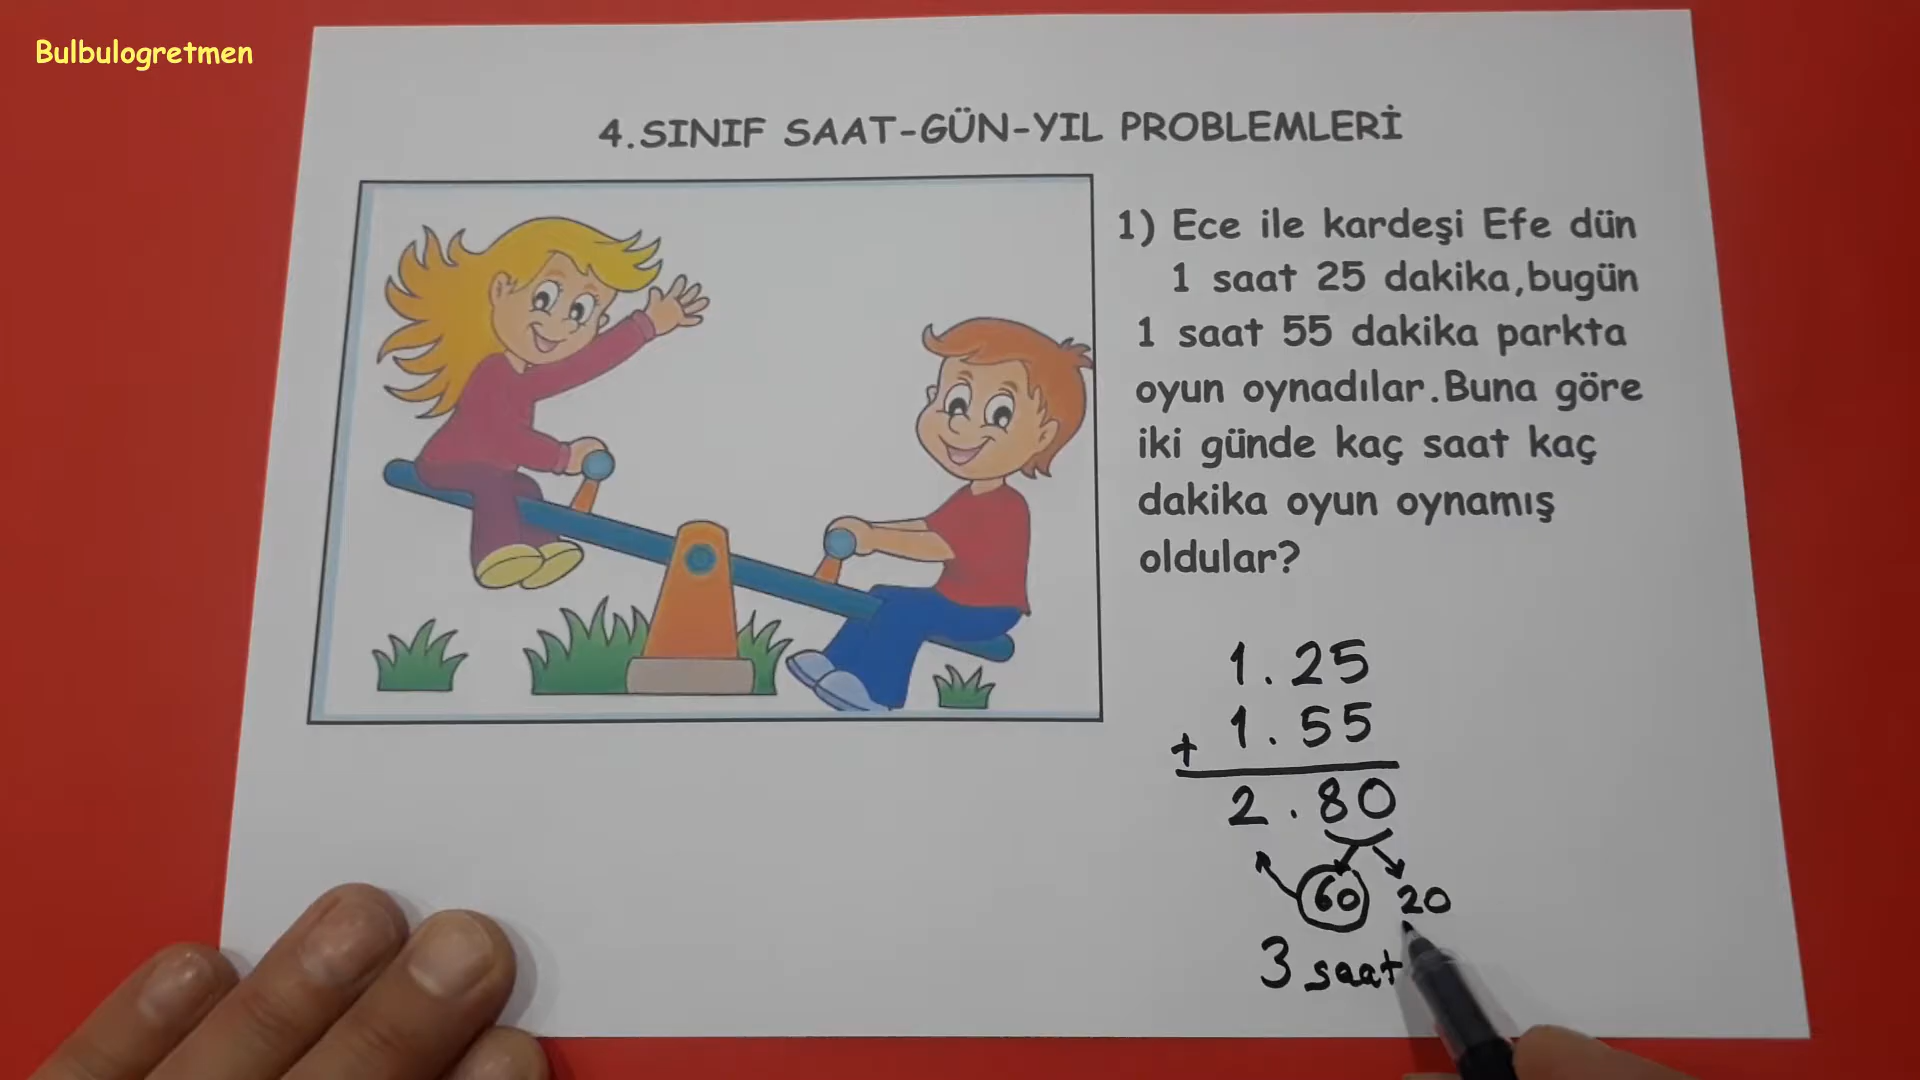 Bulbulogretmen
4.SINIF SAAT-GÜN-YIL PROBLEMLERİ
1) Ece ile kardeşi Efe dün
1 saat 25 dakika,bugün
1 saat 55 dakika parkta
oyun oynadılar.Buna göre
iki günde kaç saat kaç
dakika oyun oynamış
oldular?
1.25
+ 1.55
2.80
60 20
3 saat